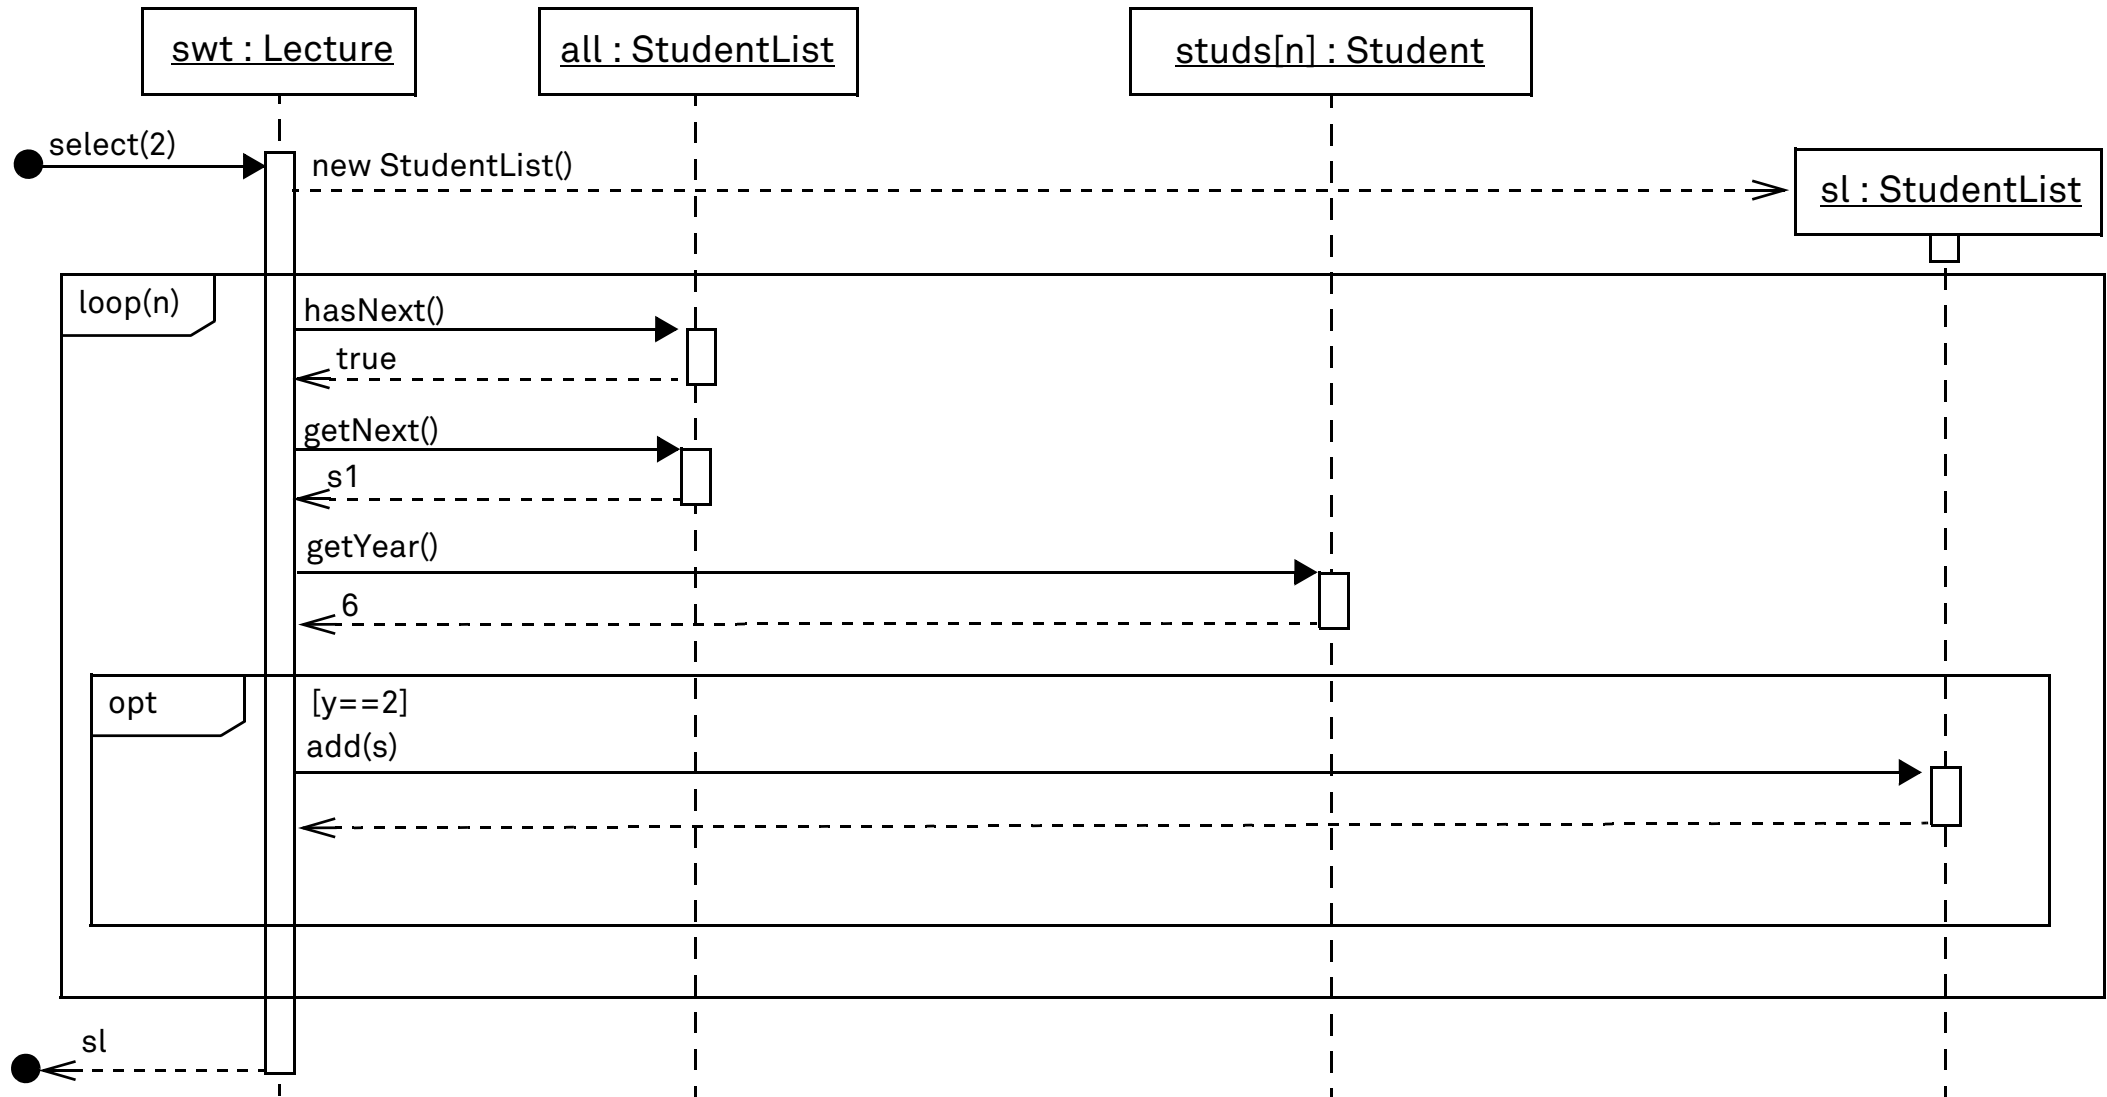 swt : Lecture
all : StudentList
studs[n] : Student
select(2)
new StudentList()
sl : StudentList
loop(n)
hasNext()
true
getNext()
s1
getYear()
6
opt
[y==2]
add(s)
sl